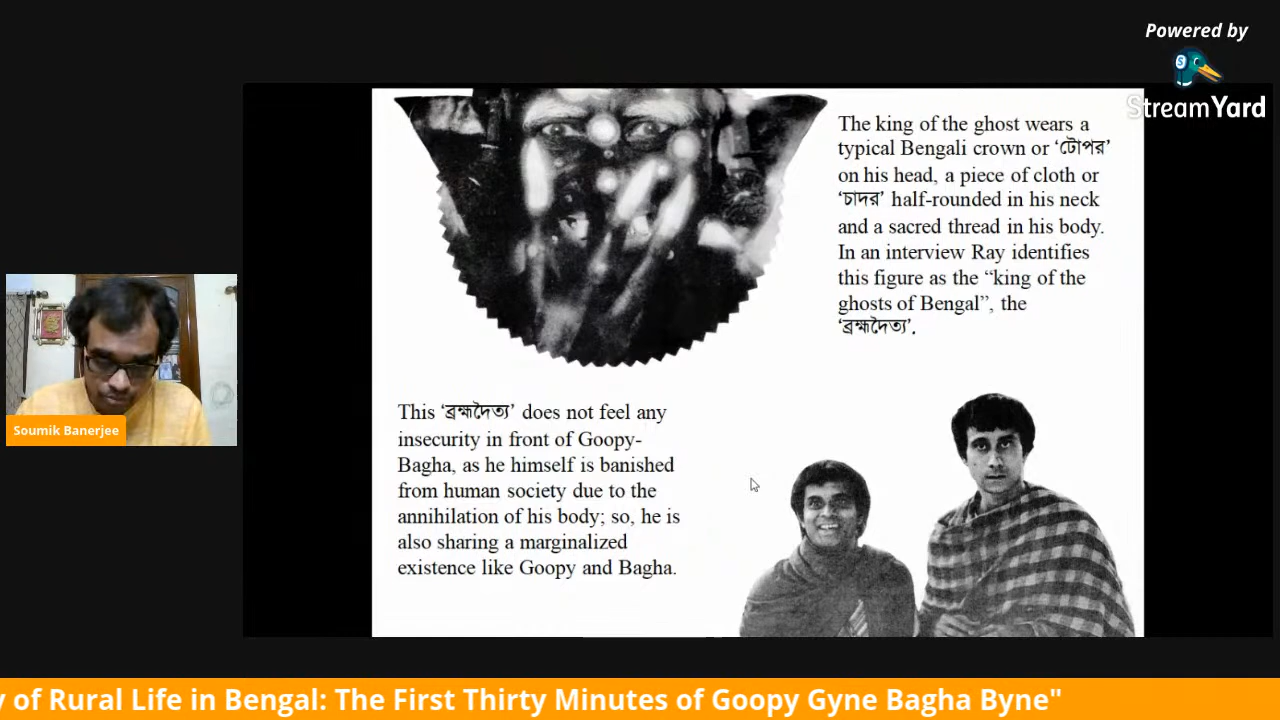 Powered by
StreamYard
The king of the ghost wears a
typical Bengali crown or ‘টোপর’
on his head, a piece of cloth or
‘চাদর’ half-rounded in his neck
and a sacred thread in his body.
In an interview Ray identifies
this figure as the “king of the
ghosts of Bengal”, the
‘ব্রহ্মদৈত্য’.
This ‘ব্রহ্মদৈত্য’ does not feel any
insecurity in front of Goopy-
Bagha, as he himself is banished
from human society due to the
annihilation of his body; so, he is
also sharing a marginalized
existence like Goopy and Bagha.
Soumik Banerjee
y of Rural Life in Bengal: The First Thirty Minutes of Goopy Gyne Bagha Byne"